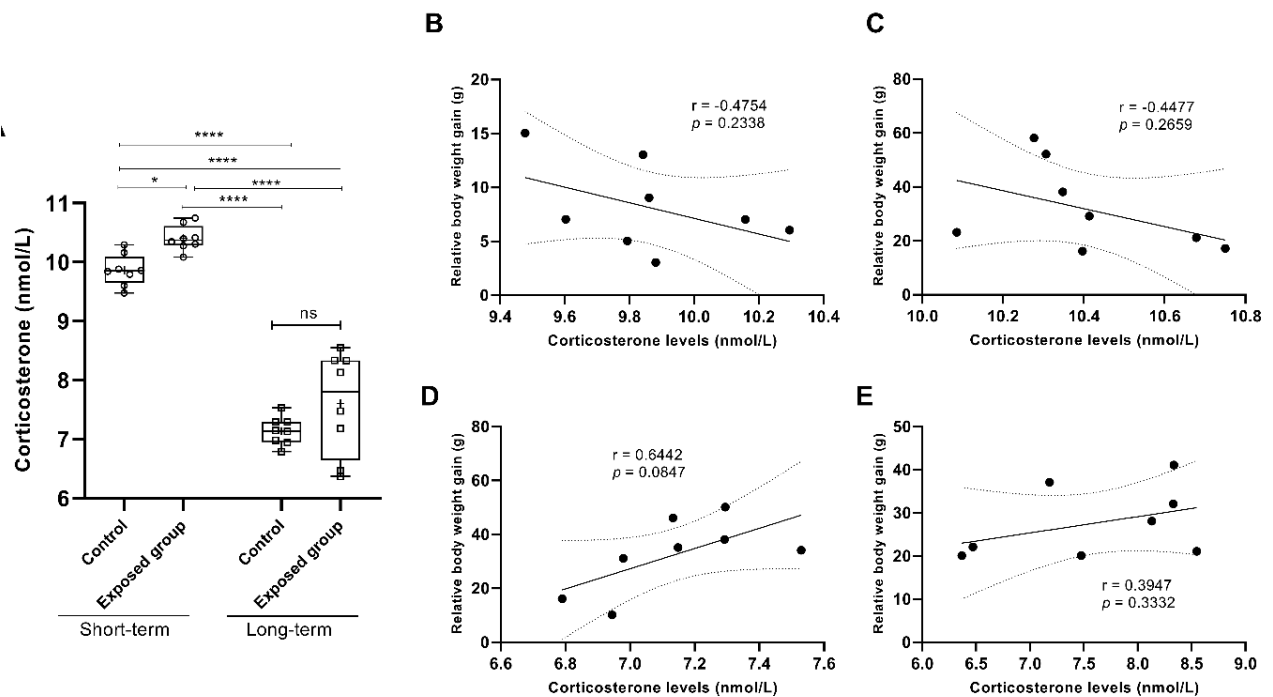 B
C
A
****
****
*
****
****
ns
Corticosterone (nmol/L)
11
10
9
8
7
6
Control
Exposed group
Control
Exposed group
Short-term
Long-term
Relative body weight gain (g)
20
15
10
5
0
r = -0.4754
p = 0.2338
9.4 9.6 9.8 10.0 10.2 10.4
Corticosterone levels (nmol/L)
Relative body weight gain (g)
80
60
40
20
0
r = -0.4477
p = 0.2659
10.0 10.2 10.4 10.6 10.8
Corticosterone levels (nmol/L)
D
Relative body weight gain (g)
80
60
40
20
0
r = 0.6442
p = 0.0847
6.6 6.8 7.0 7.2 7.4 7.6
Corticosterone levels (nmol/L)
E
Relative body weight gain (g)
50
40
30
20
10
0
r = 0.3947
p = 0.3332
6.0 6.5 7.0 7.5 8.0 8.5 9.0
Corticosterone levels (nmol/L)